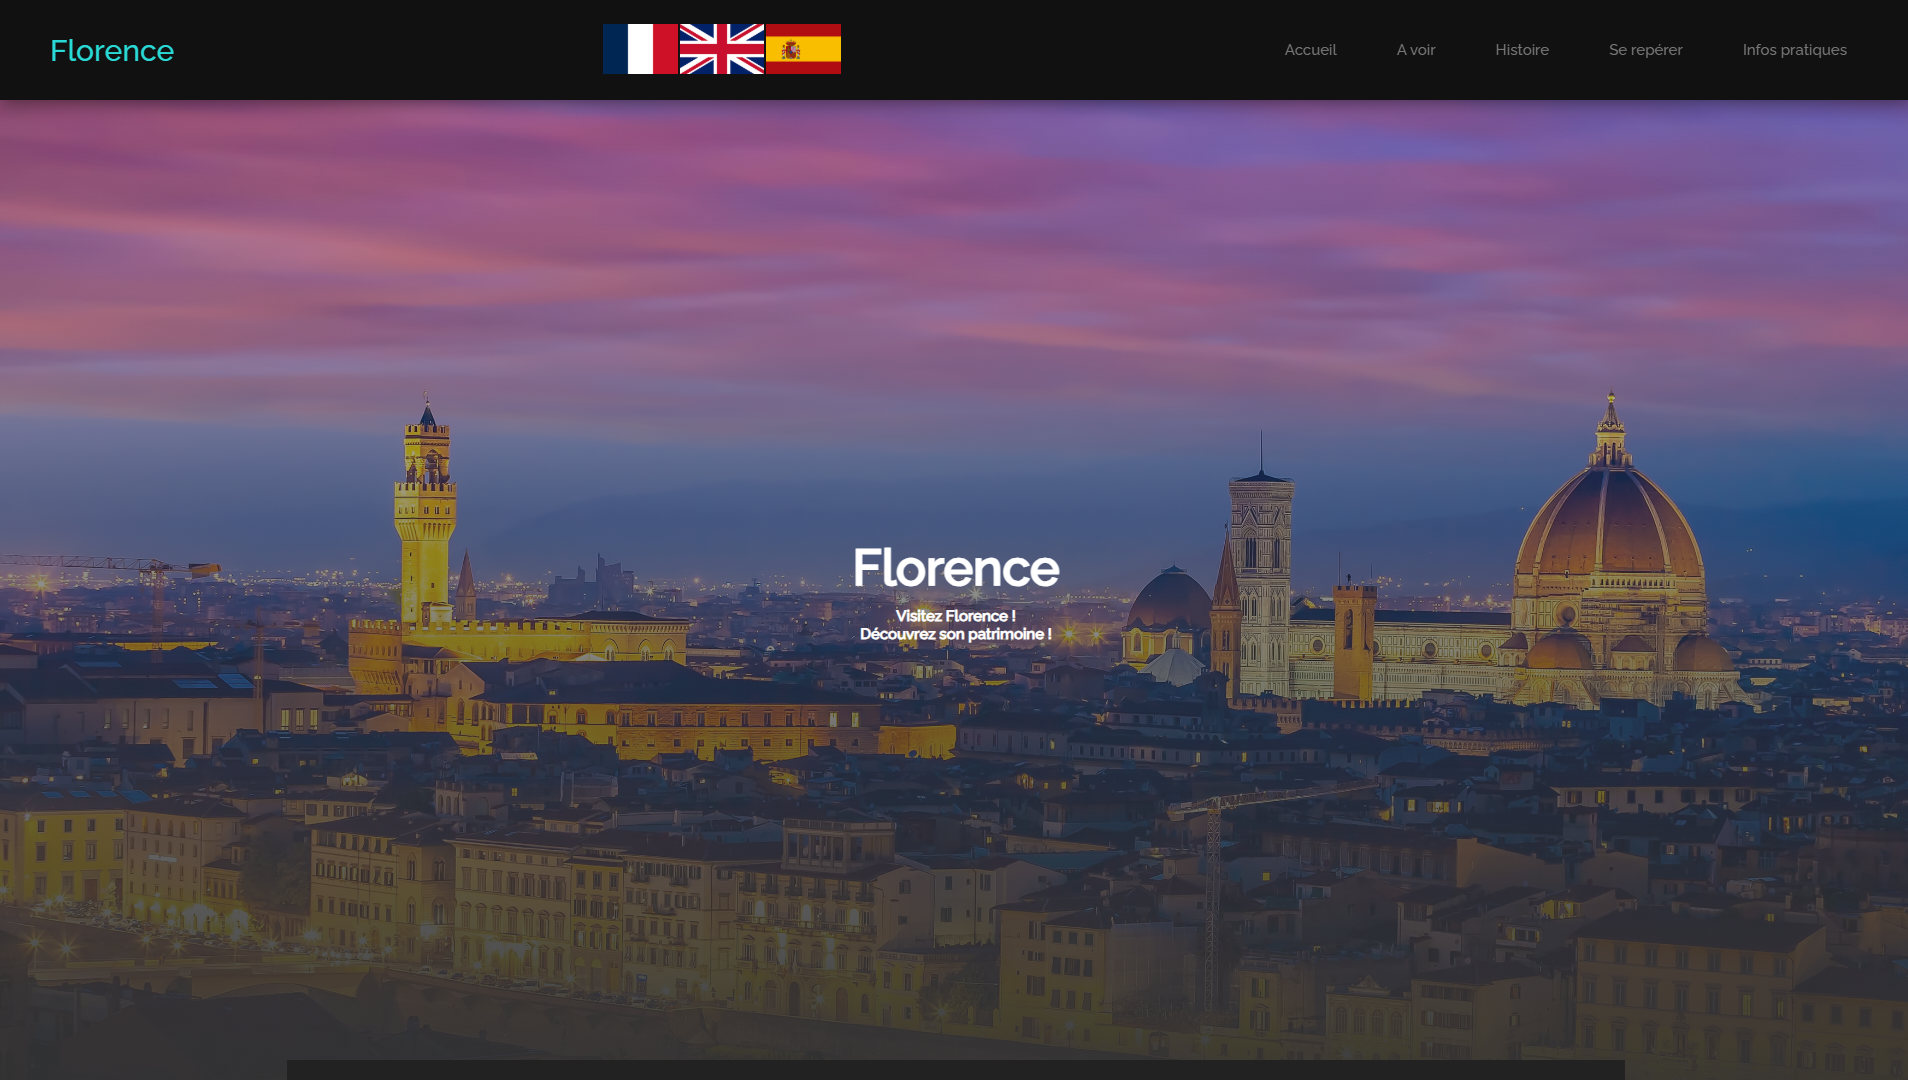 Florence
Accueil
A voir
Histoire
Se repérer
Infos pratiques
Florence
Visitez Florence !
Découvrez son patrimoine !